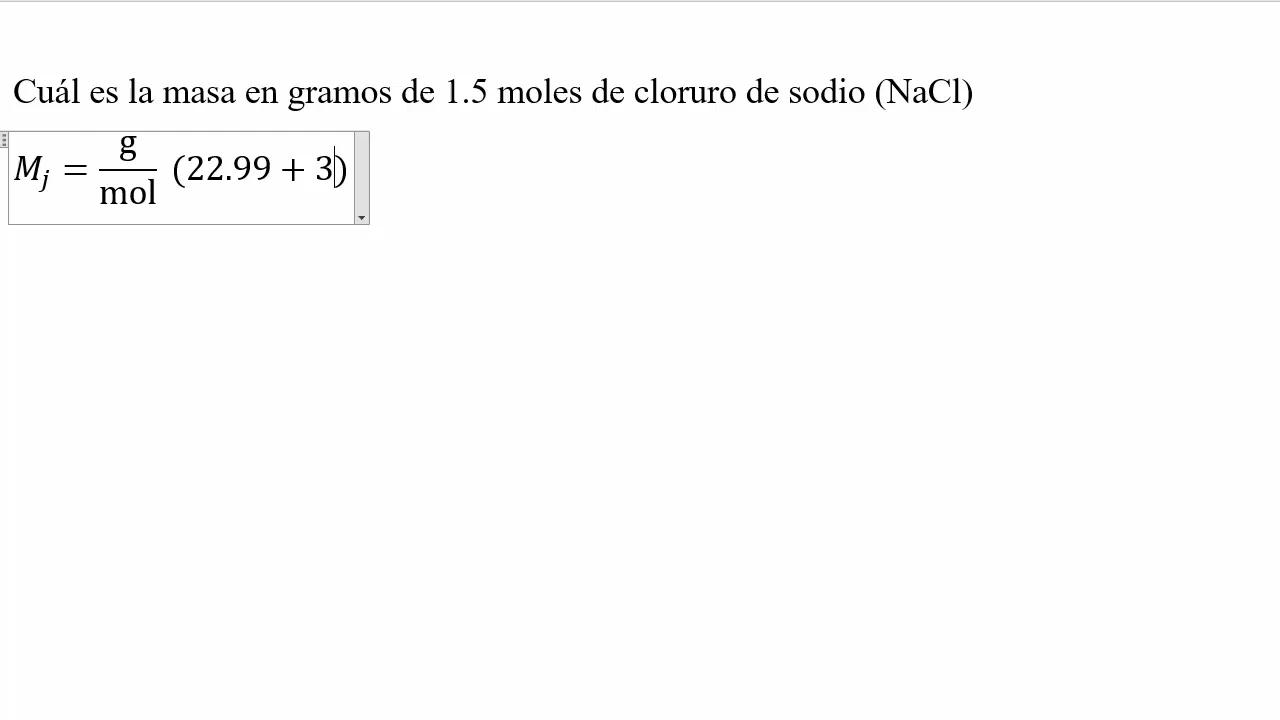 Cuál es la masa en gramos de 1.5 moles de cloruro de sodio (NaCl)
M_j = g/mol (22.99 + 3)